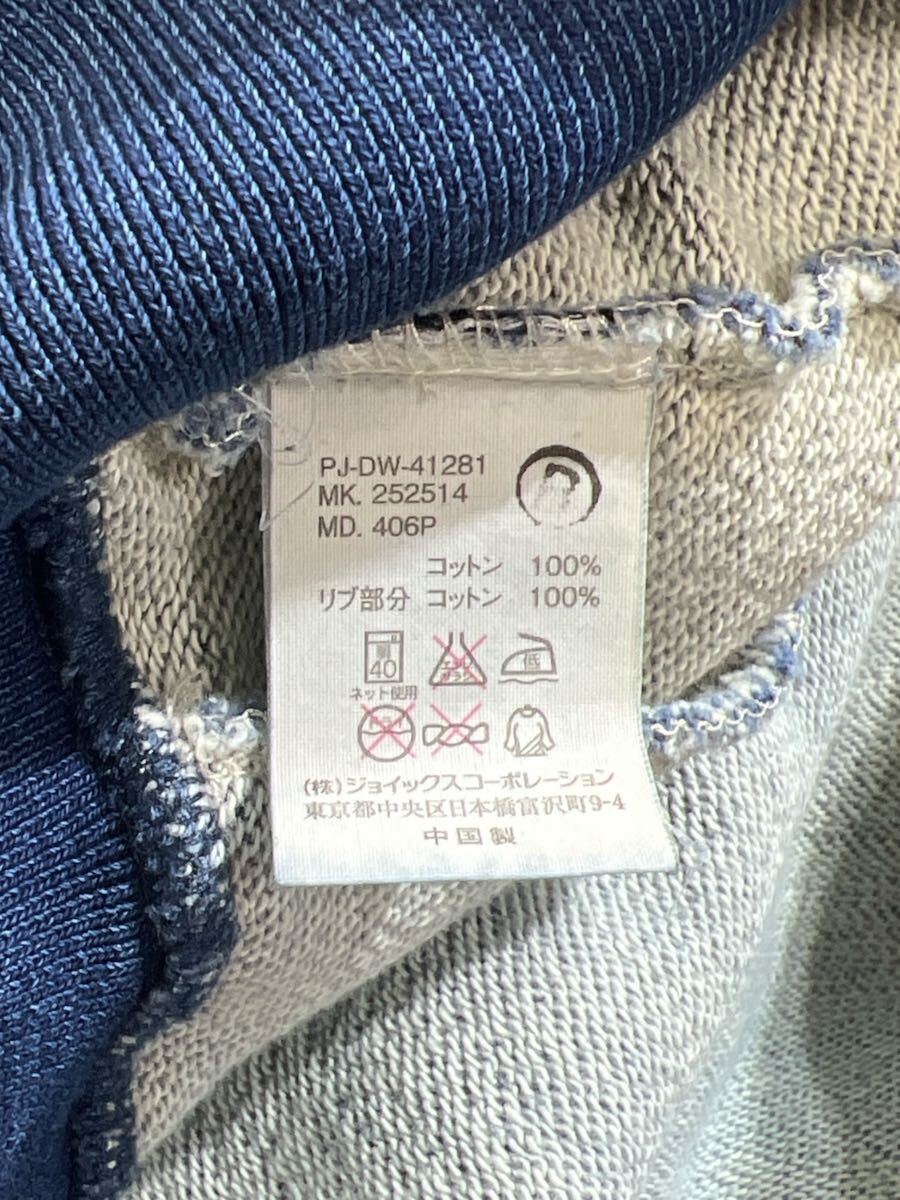 PJ-DW-41281
MK. 252514
MD. 406P
コットン 100%
リブ部分 コットン 100%
弱
40
低
ネット使用
(株)ジョイックスコーポレーション
東京都中央区日本橋富沢町9-4
中国製